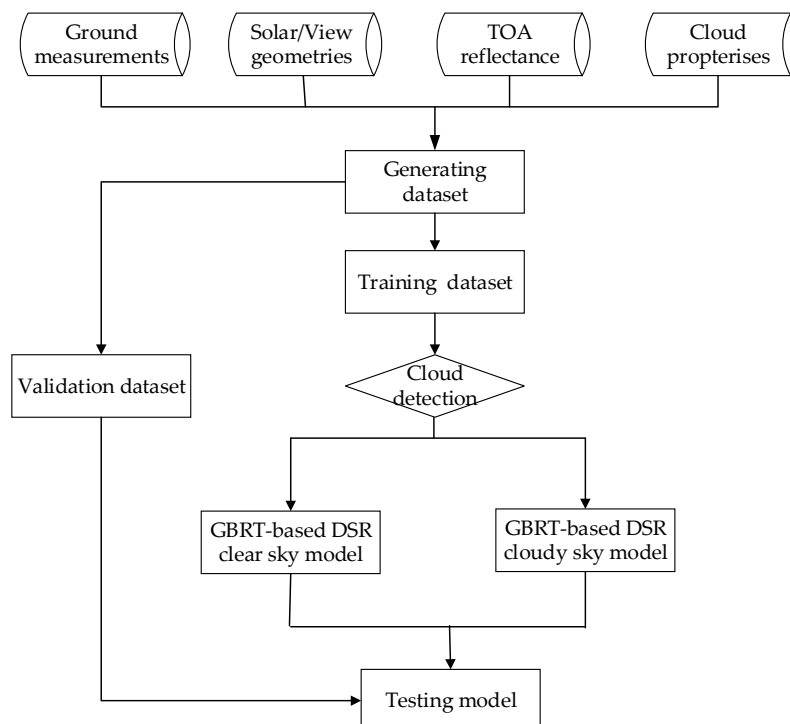 Ground
measurements
Solar/View
geometries
TOA
reflectance
Cloud
propterises
Generating
dataset
Training dataset
Validation dataset
Cloud
detection
GBRT-based DSR
clear sky model
GBRT-based DSR
cloudy sky model
Testing model